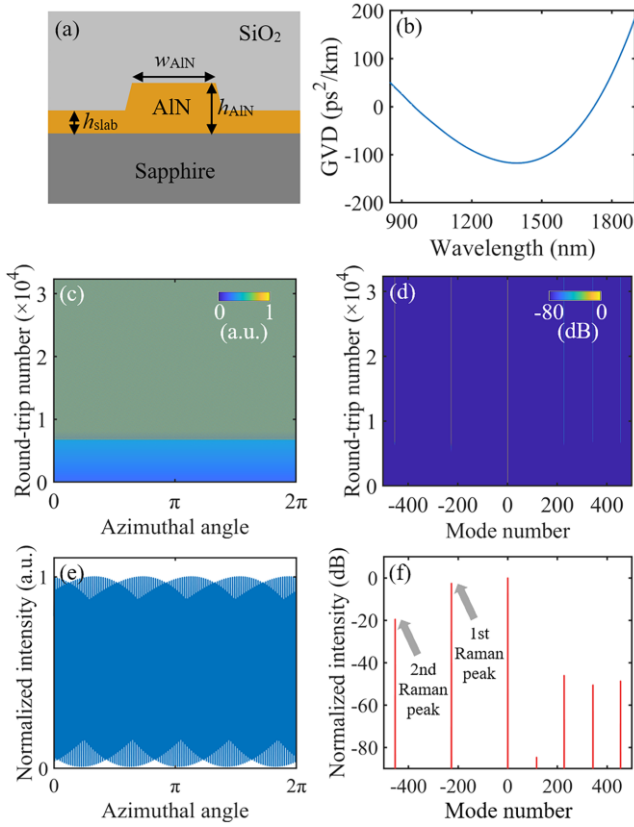 (a)
SiO₂
wAlN
AlN
hAlN
hslab
Sapphire
(b)
GVD (ps²/km)
200
100
0
-100
-200
900
1200
1500
1800
Wavelength (nm)
(c)
0
1
(a.u.)
Round-trip number (×10⁴)
3
2
1
0
0
π
2π
Azimuthal angle
(d)
-80
0
(dB)
Round-trip number (×10⁴)
3
2
1
0
-400
-200
0
200
400
Mode number
(e)
Normalized intensity (a.u.)
1
0
0
π
2π
Azimuthal angle
(f)
Normalized intensity (dB)
0
-20
-40
-60
-80
1st
Raman
peak
2nd
Raman
peak
-400
-200
0
200
400
Mode number